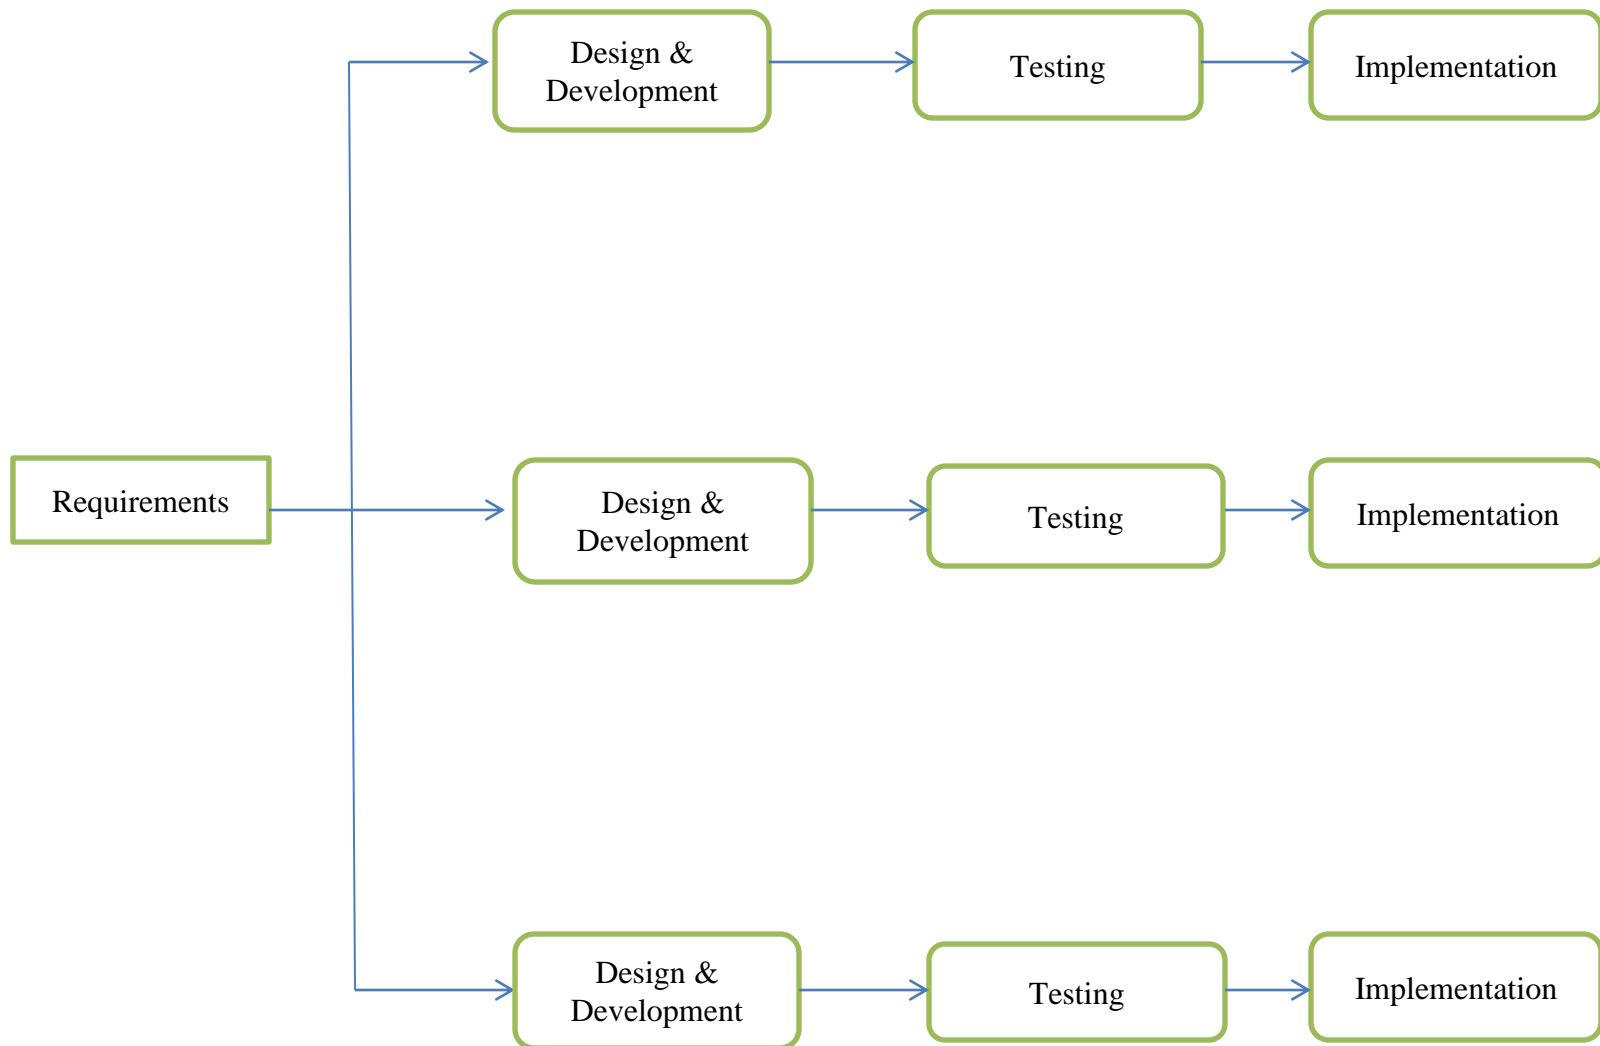 Design &
Development
Testing
Implementation
Requirements
Design &
Development
Testing
Implementation
Design &
Development
Testing
Implementation